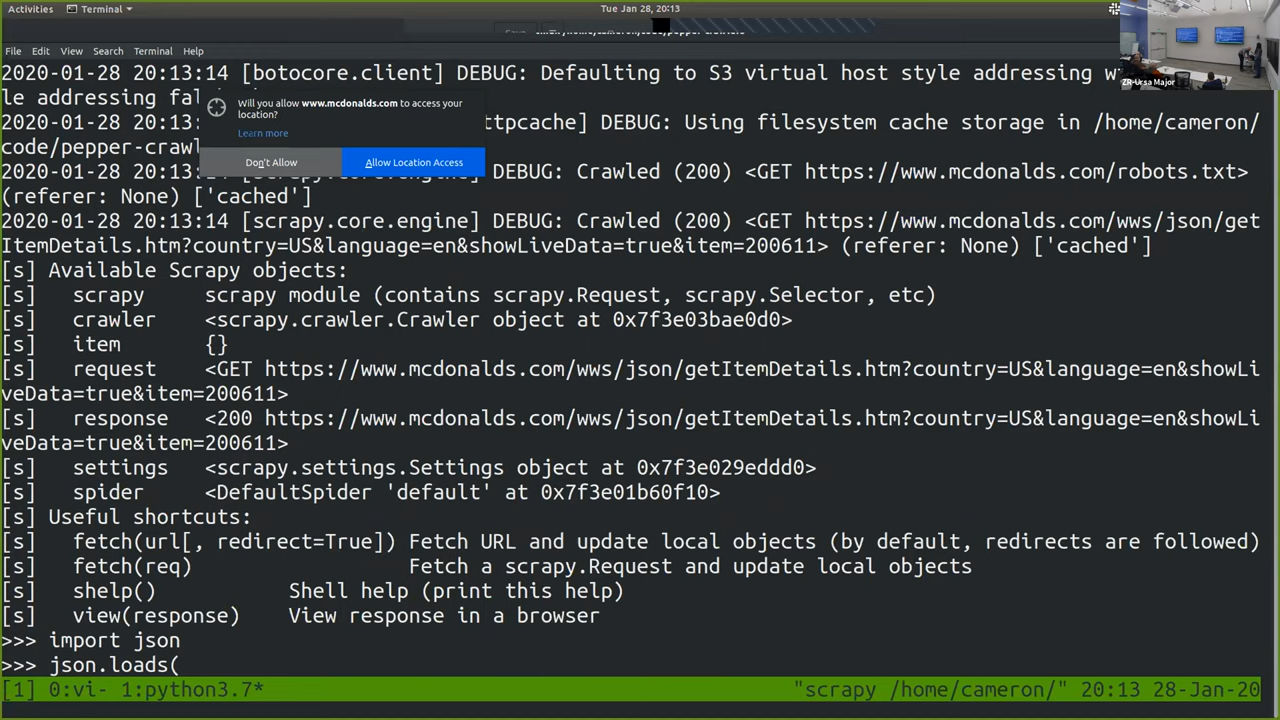 Activities Terminal Tue Jan 28, 20:13
File Edit View Search Terminal Help
2020-01-28 20:13:14 [botocore.client] DEBUG: Defaulting to S3 virtual host style addressing w
le addressing fal
Will you allow www.mcdonalds.com to access your
location?
Learn more
Don't Allow Allow Location Access
ZR-Ursa Major
ttpcache] DEBUG: Using filesystem cache storage in /home/cameron/
code/pepper-crawl
2020-01-28 20:13:14 [scrapy.core.engine] DEBUG: Crawled (200) <GET https://www.mcdonalds.com/robots.txt>
(referer: None) ['cached']
2020-01-28 20:13:14 [scrapy.core.engine] DEBUG: Crawled (200) <GET https://www.mcdonalds.com/wws/json/get
ItemDetails.htm?country=US&language=en&showLiveData=true&item=200611> (referer: None) ['cached']
[s] Available Scrapy objects:
[s]   scrapy     scrapy module (contains scrapy.Request, scrapy.Selector, etc)
[s]   crawler    <scrapy.crawler.Crawler object at 0x7f3e03bae0d0>
[s]   item       {}
[s]   request    <GET https://www.mcdonalds.com/wws/json/getItemDetails.htm?country=US&language=en&showLi
veData=true&item=200611>
[s]   response   <200 https://www.mcdonalds.com/wws/json/getItemDetails.htm?country=US&language=en&showLi
veData=true&item=200611>
[s]   settings   <scrapy.settings.Settings object at 0x7f3e029eddd0>
[s]   spider     <DefaultSpider 'default' at 0x7f3e01b60f10>
[s] Useful shortcuts:
[s]   fetch(url[, redirect=True]) Fetch URL and update local objects (by default, redirects are followed)
[s]   fetch(req)                  Fetch a scrapy.Request and update local objects
[s]   shelp()           Shell help (print this help)
[s]   view(response)    View response in a browser
>>> import json
>>> json.loads(
[1] 0:vi- 1:python3.7* "scrapy /home/cameron/" 20:13 28-Jan-20